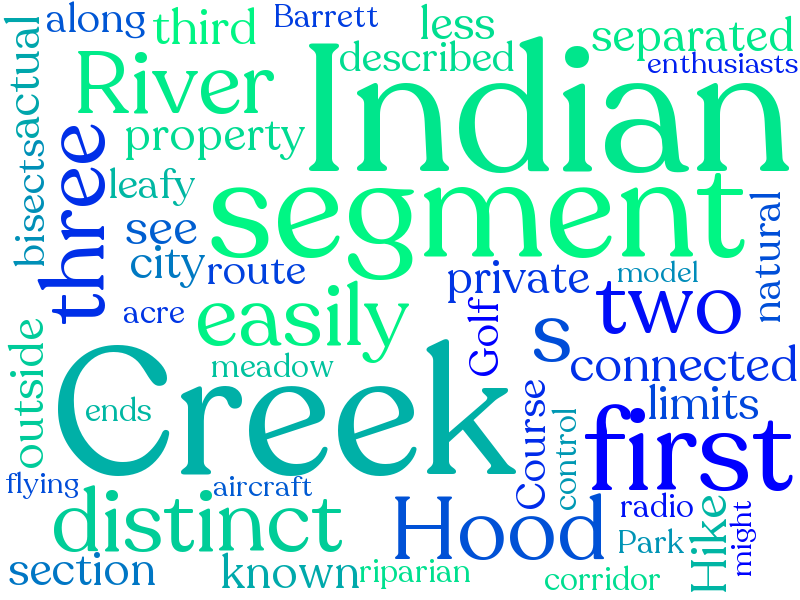 along
third
Barrett
less
separated
described
enthusiasts
actual
River
Indian
property
bisects
three
leafy
segment
see
city
route
natural
private
model
acre
easily
Golf
two
s
outside
meadow
connected
Creek
ends
limits
Course
control
first
flying
aircraft
distinct
Hood
radio
Hike
might
Park
section
known
riparian
corridor